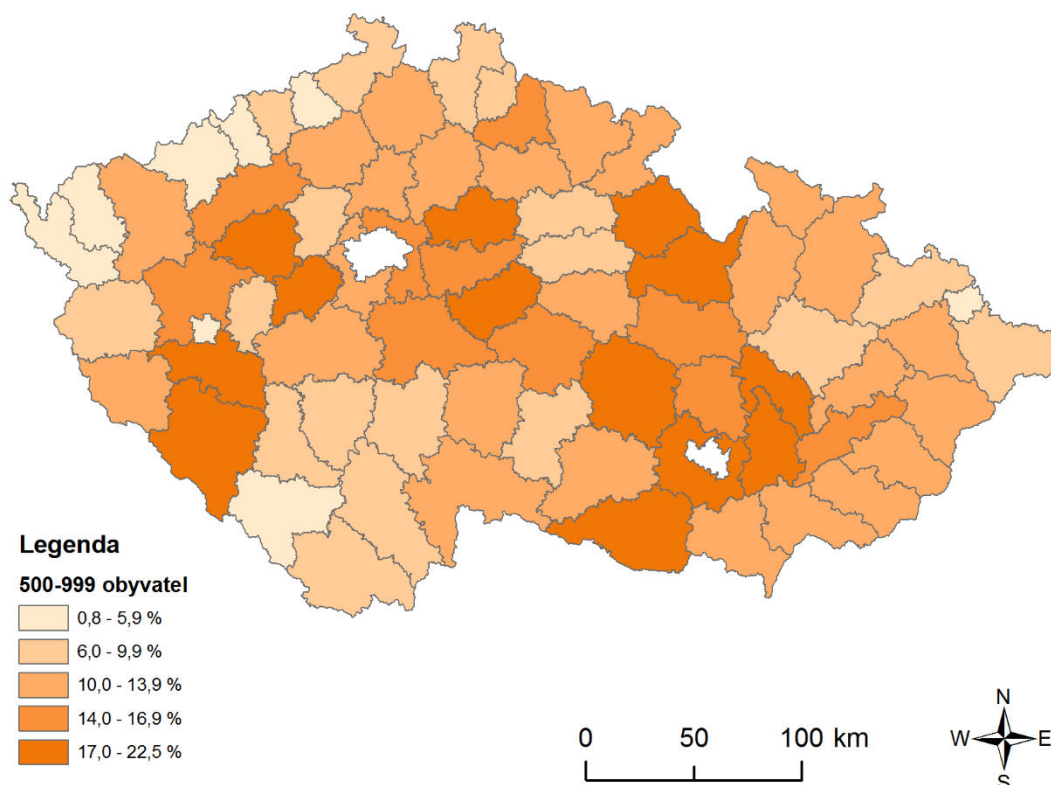 Legenda
500-999 obyvatel
0,8 - 5,9 %
6,0 - 9,9 %
10,0 - 13,9 %
14,0 - 16,9 %
17,0 - 22,5 %
0 50 100 km
N
W E
S